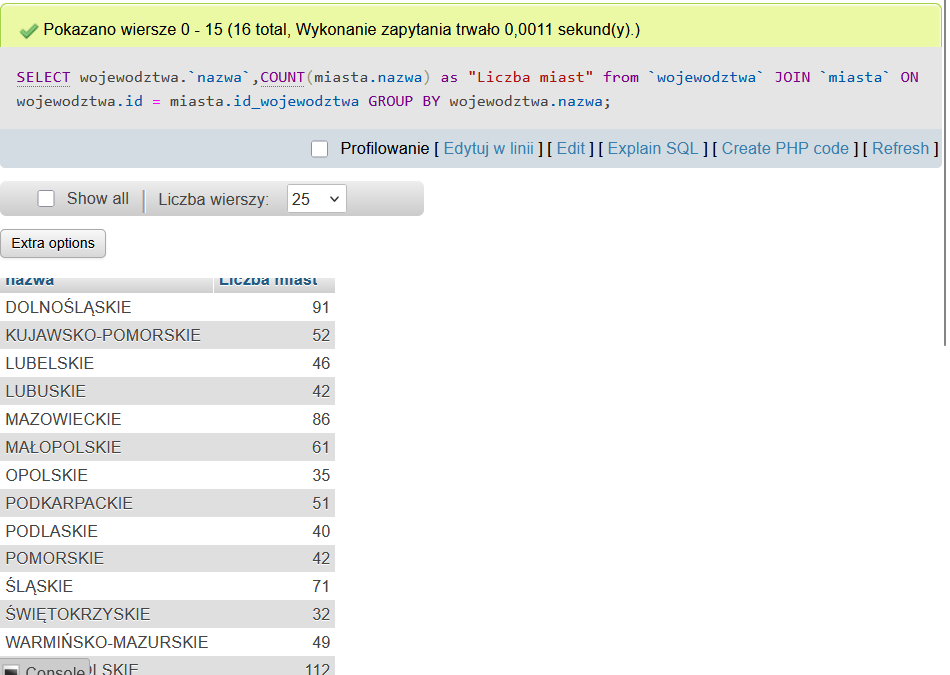 Pokazano wiersze 0 - 15 (16 total, Wykonanie zapytania trwało 0,0011 sekund(y).)
SELECT wojewodztwa.`nazwa`,COUNT(miasta.nazwa) as "Liczba miast" from `wojewodztwa` JOIN `miasta` ON
wojewodztwa.id = miasta.id_wojewodztwa GROUP BY wojewodztwa.nazwa;
Profilowanie [ Edytuj w linii ] [ Edit ] [ Explain SQL ] [ Create PHP code ] [ Refresh ]
Show all Liczba wierszy: 25
Extra options
nazwa Liczba miast
DOLNOŚLĄSKIE 91
KUJAWSKO-POMORSKIE 52
LUBELSKIE 46
LUBUSKIE 42
MAZOWIECKIE 86
MAŁOPOLSKIE 61
OPOLSKIE 35
PODKARPACKIE 51
PODLASKIE 40
POMORSKIE 42
ŚLĄSKIE 71
ŚWIĘTOKRZYSKIE 32
WARMIŃSKO-MAZURSKIE 49
Console 112